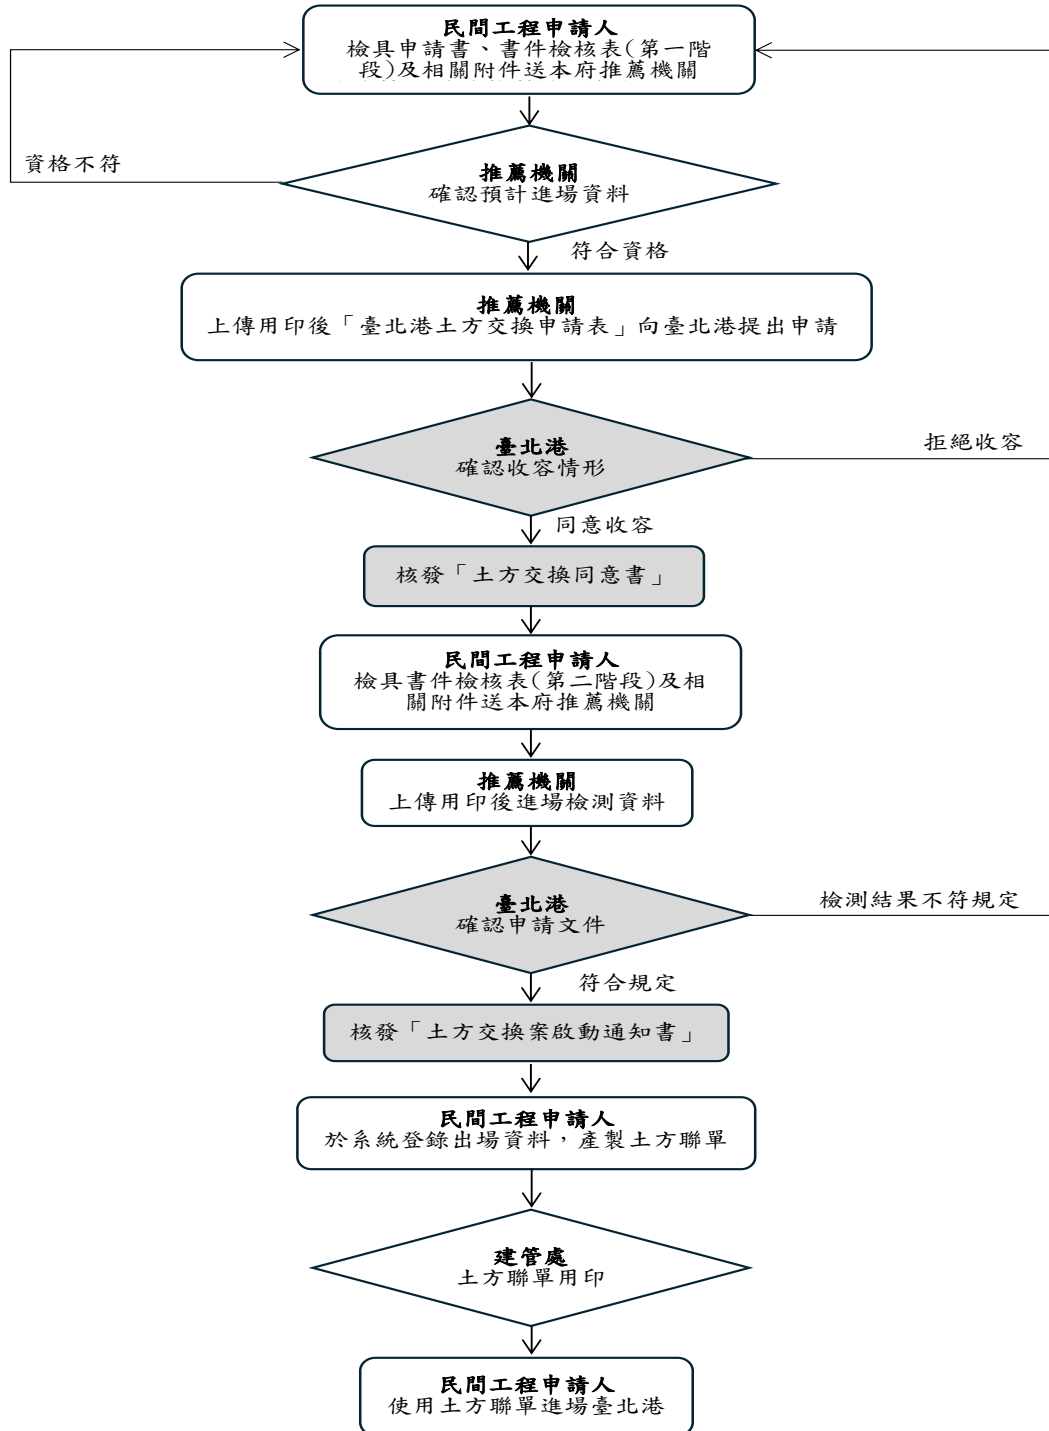 民間工程申請人
檢具申請書、書件檢核表(第一階
段)及相關附件送本府推薦機關
資格不符
推薦機關
確認預計進場資料
符合資格
推薦機關
上傳用印後「臺北港土方交換申請表」向臺北港提出申請
臺北港
確認收容情形
拒絕收容
同意收容
核發「土方交換同意書」
民間工程申請人
檢具書件檢核表(第二階段)及相
關附件送本府推薦機關
推薦機關
上傳用印後進場檢測資料
臺北港
確認申請文件
檢測結果不符規定
符合規定
核發「土方交換案啟動通知書」
民間工程申請人
於系統登錄出場資料，產製土方聯單
建管處
土方聯單用印
民間工程申請人
使用土方聯單進場臺北港